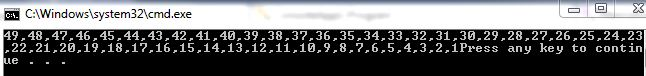 C:\Windows\system32\cmd.exe
49,48,47,46,45,44,43,42,41,40,39,38,37,36,35,34,33,32,31,30,29,28,27,26,25,24,23
,22,21,20,19,18,17,16,15,14,13,12,11,10,9,8,7,6,5,4,3,2,1Press any key to contin
ue . . .